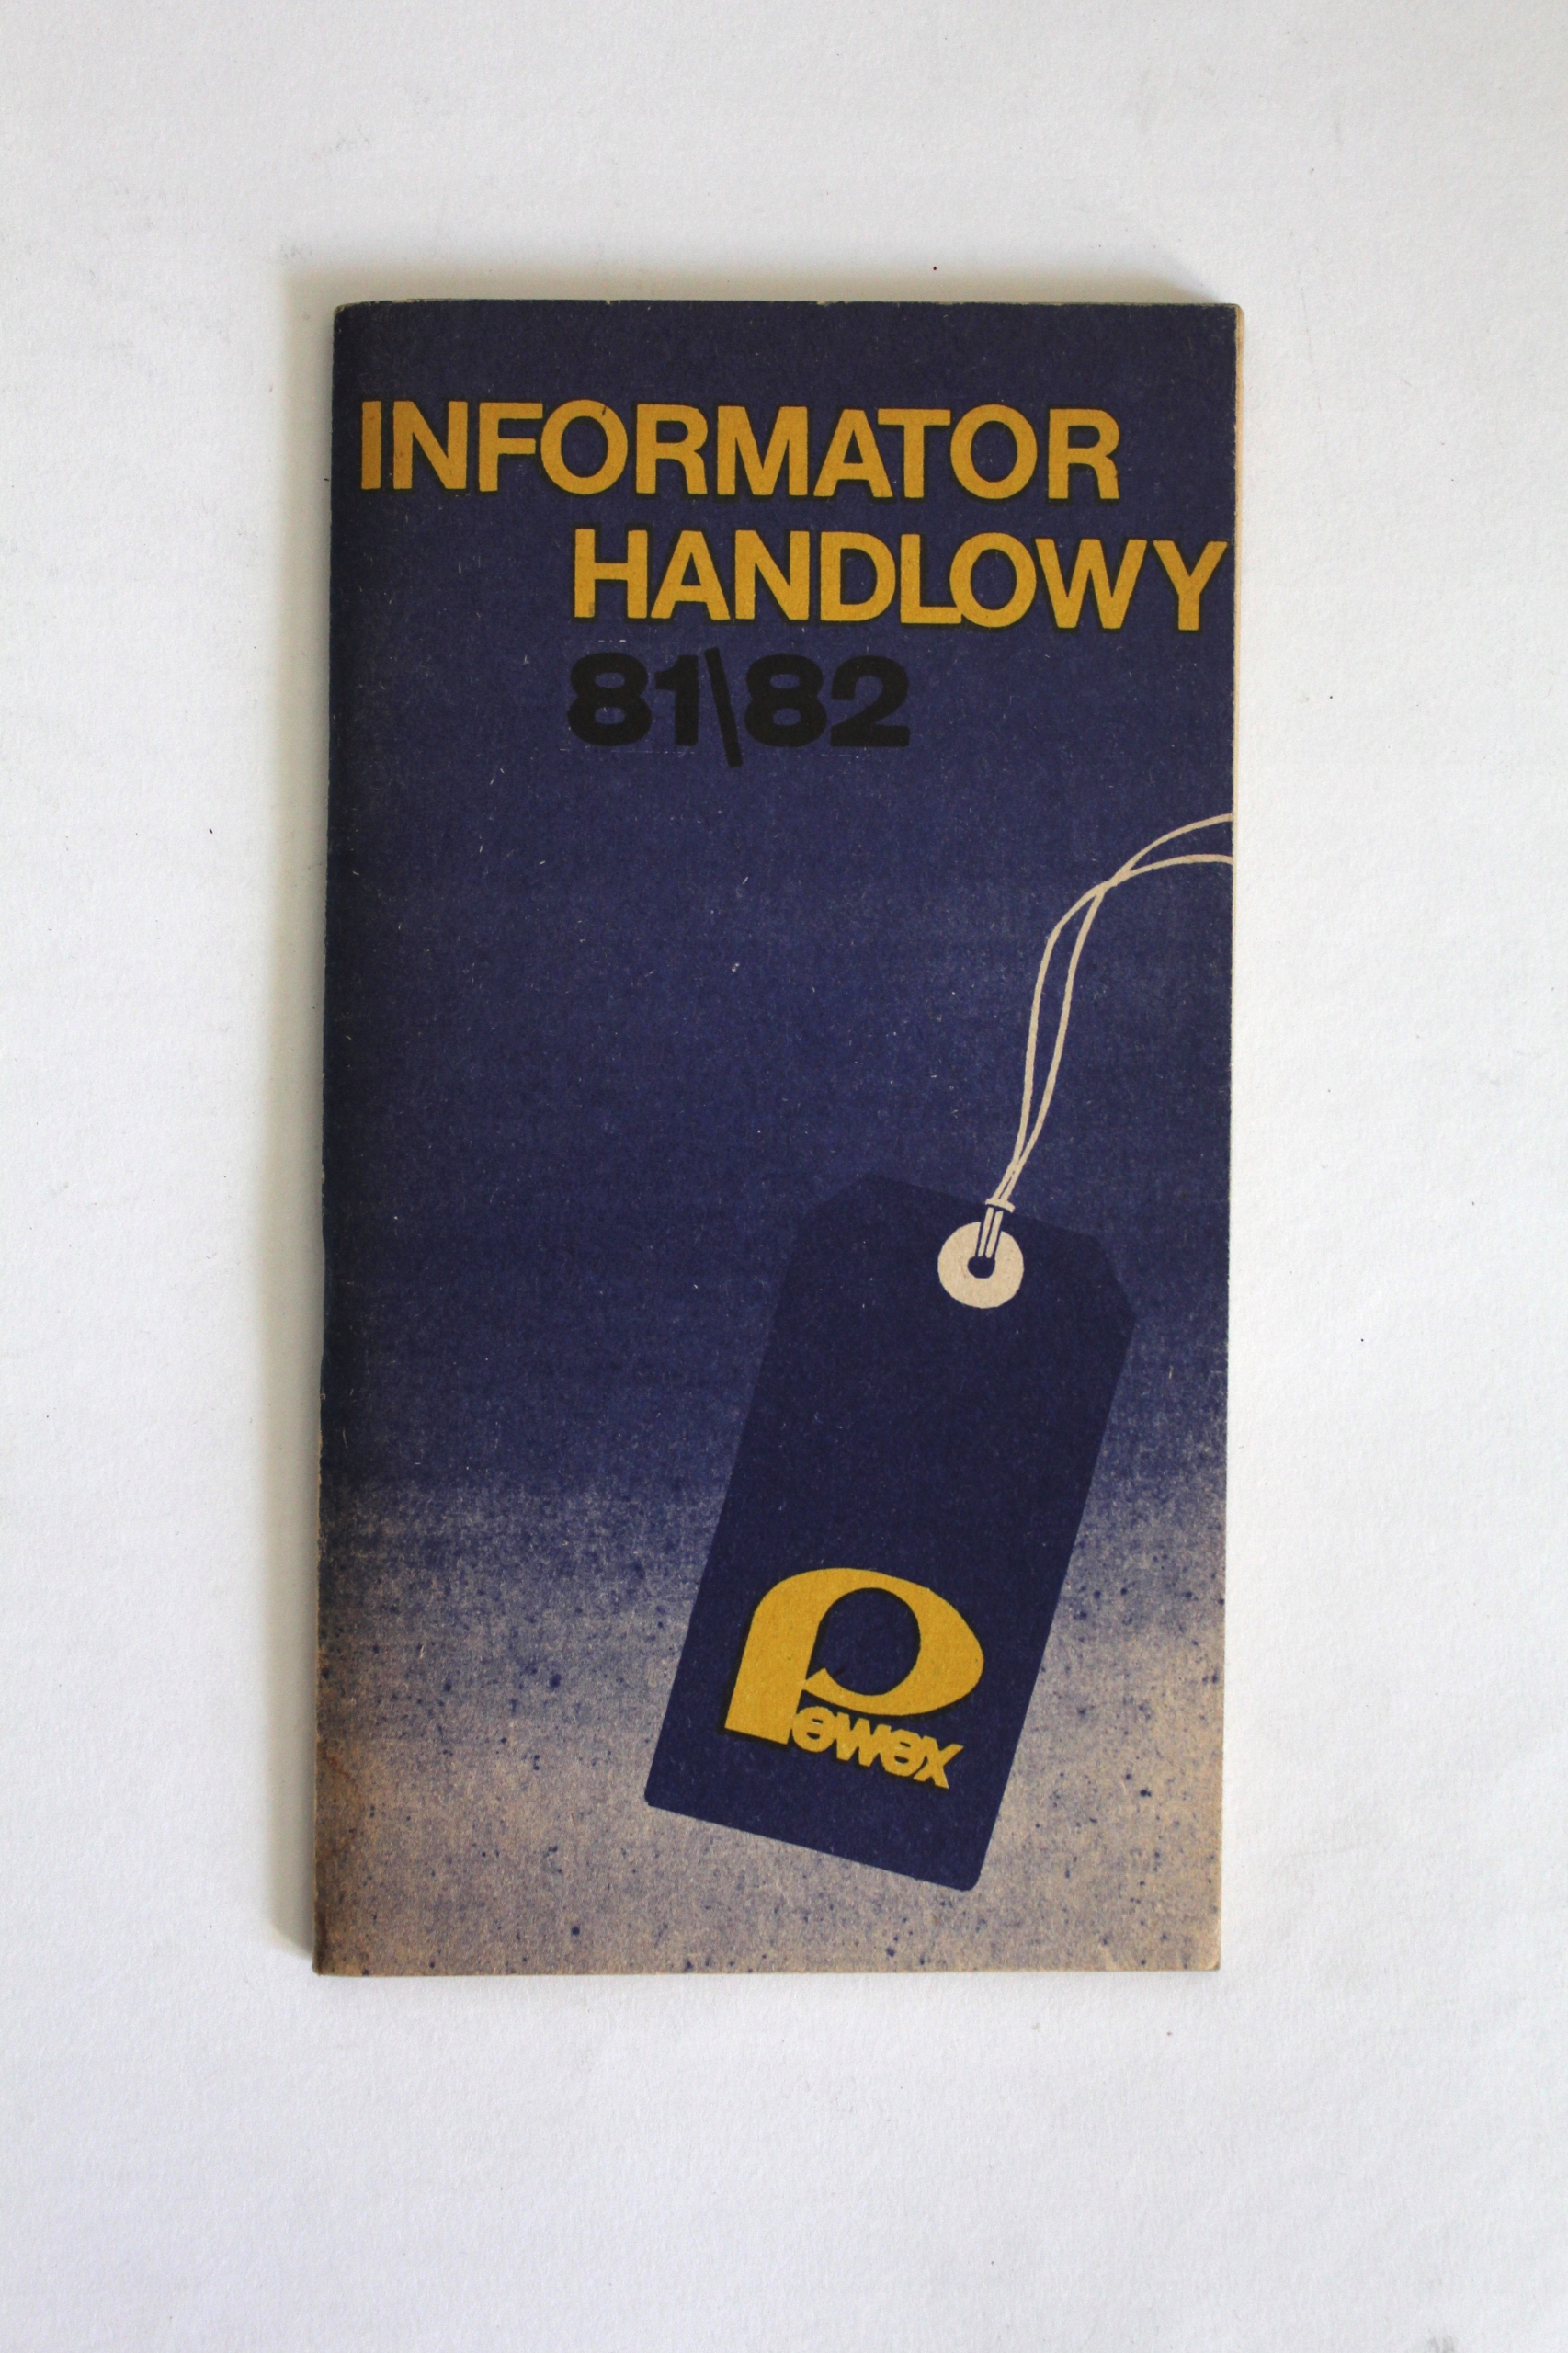 INFORMATOR
HANDLOWY
81\82
Pewex